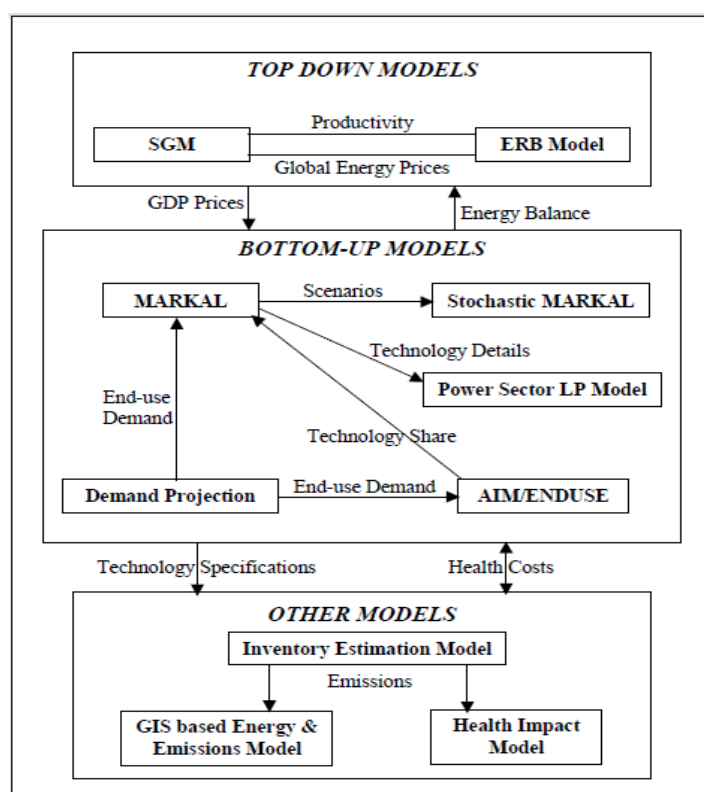 TOP DOWN MODELS
Productivity
SGM
ERB Model
Global Energy Prices
GDP Prices
Energy Balance
BOTTOM-UP MODELS
MARKAL
Scenarios
Stochastic MARKAL
Technology Details
Power Sector LP Model
End-use
Demand
Technology Share
Demand Projection
End-use Demand
AIM/ENDUSE
Technology Specifications
Health Costs
OTHER MODELS
Inventory Estimation Model
Emissions
GIS based Energy &
Emissions Model
Health Impact
Model